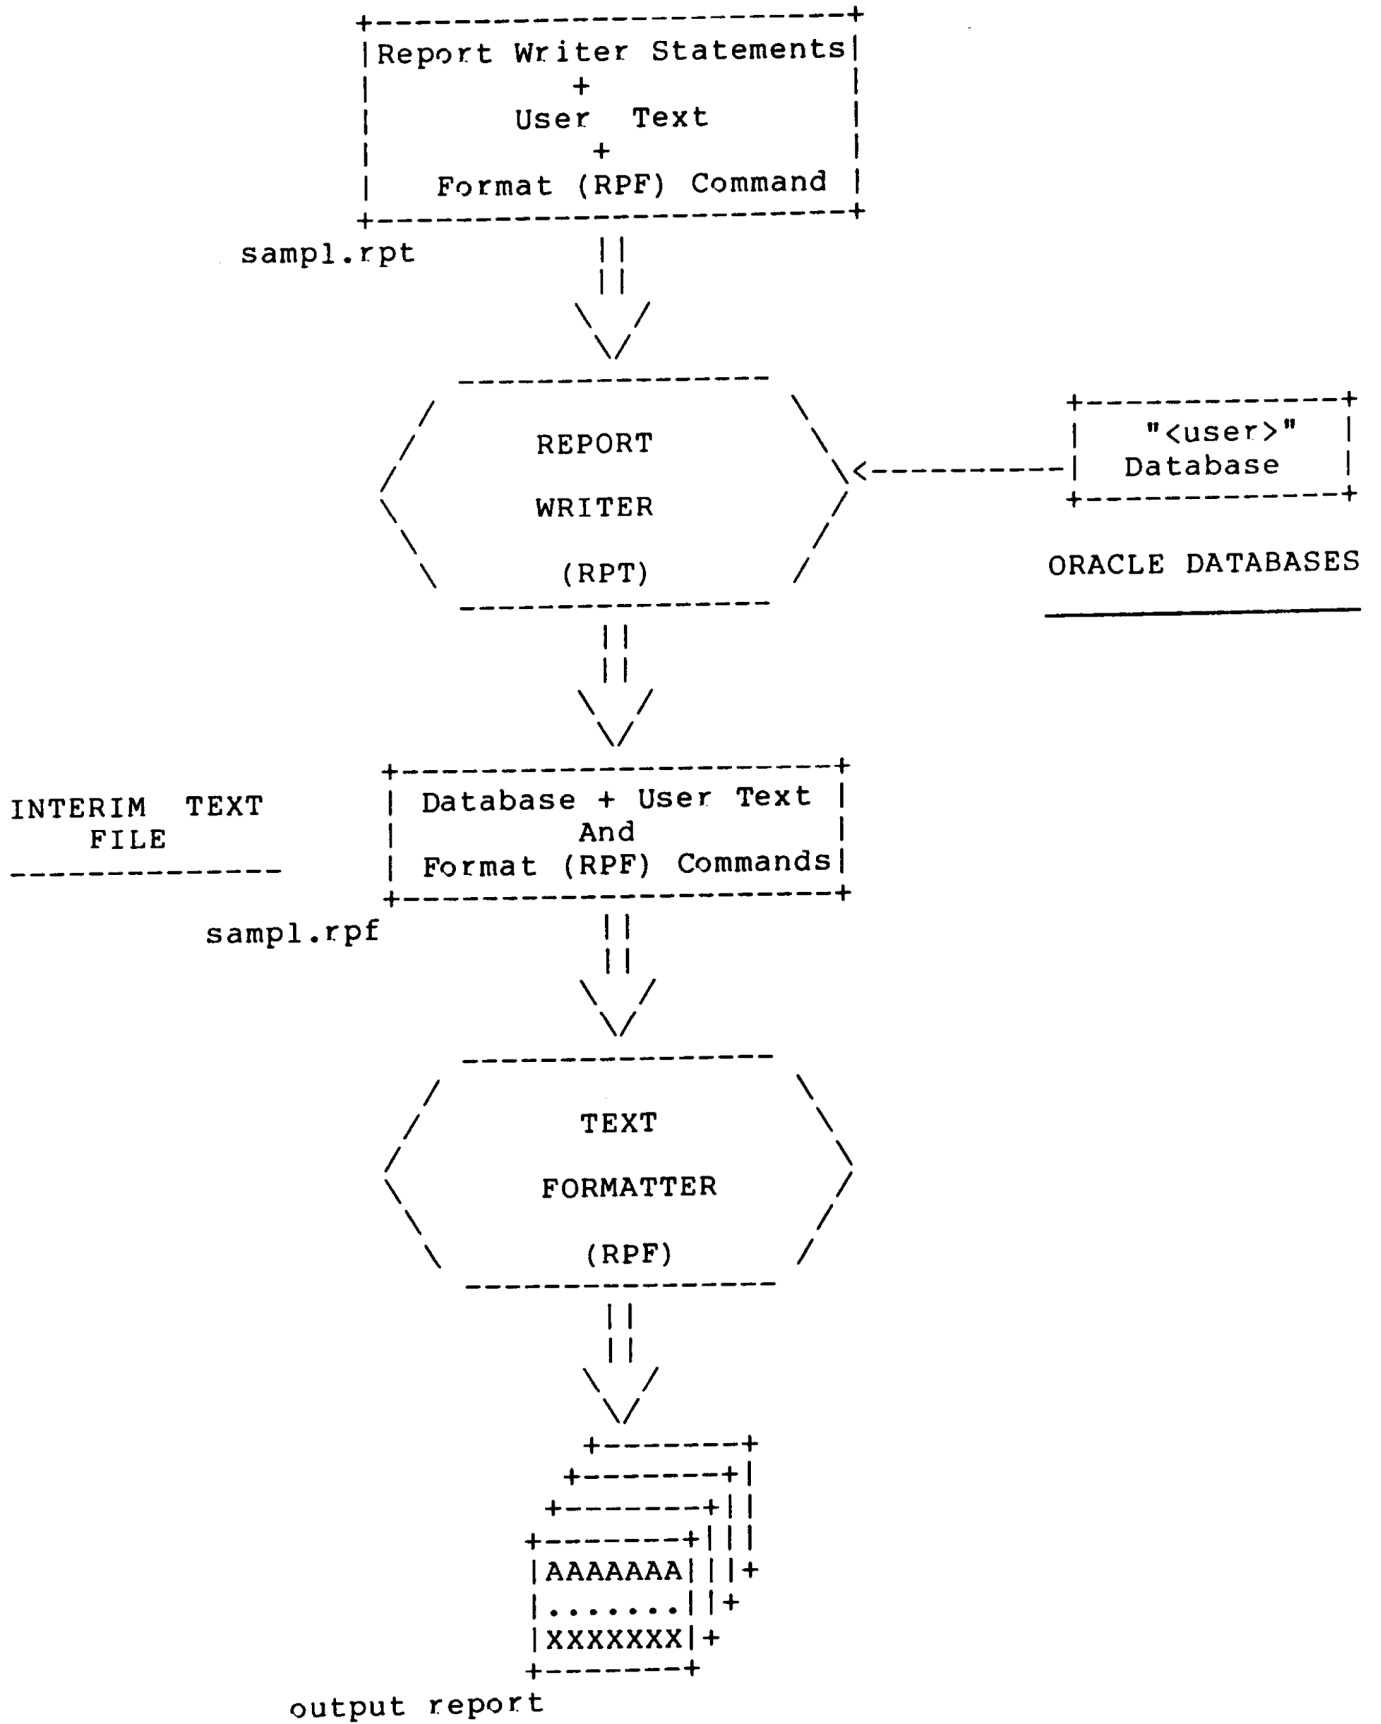 Report Writer Statements
+
User Text
+
Format (RPF) Command
sampl.rpt
REPORT
WRITER
(RPT)
"<user>"
Database
ORACLE DATABASES
INTERIM TEXT
FILE
Database + User Text
And
Format (RPF) Commands
sampl.rpf
TEXT
FORMATTER
(RPF)
AAAAAAA
.......
XXXXXXX
output report